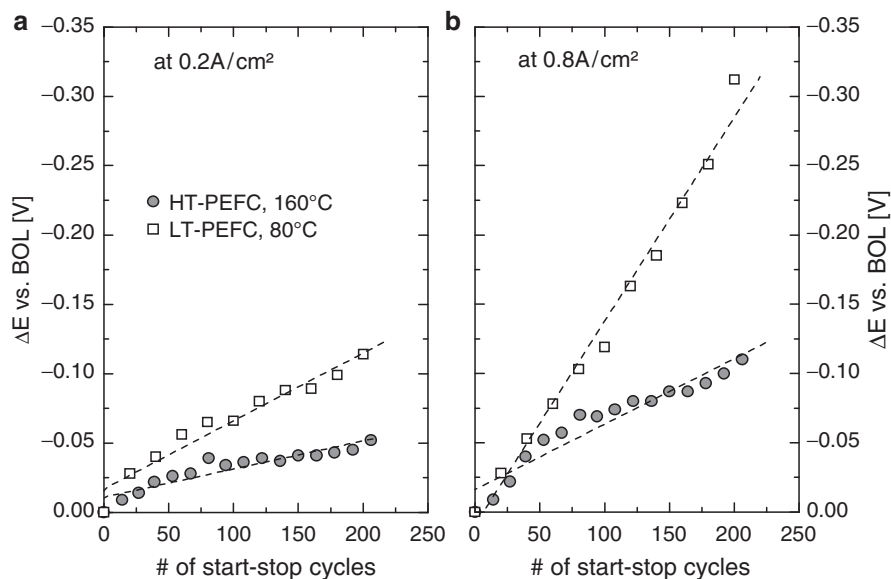 a
b
at 0.2A/cm²
at 0.8A/cm²
HT-PEFC, 160°C
LT-PEFC, 80°C
ΔE vs. BOL [V]
−0.35
−0.30
−0.25
−0.20
−0.15
−0.10
−0.05
0.00
0
50
100
150
200
250
# of start-stop cycles
0
50
100
150
200
250
# of start-stop cycles
−0.35
−0.30
−0.25
−0.20
−0.15
−0.10
−0.05
0.00
ΔE vs. BOL [V]